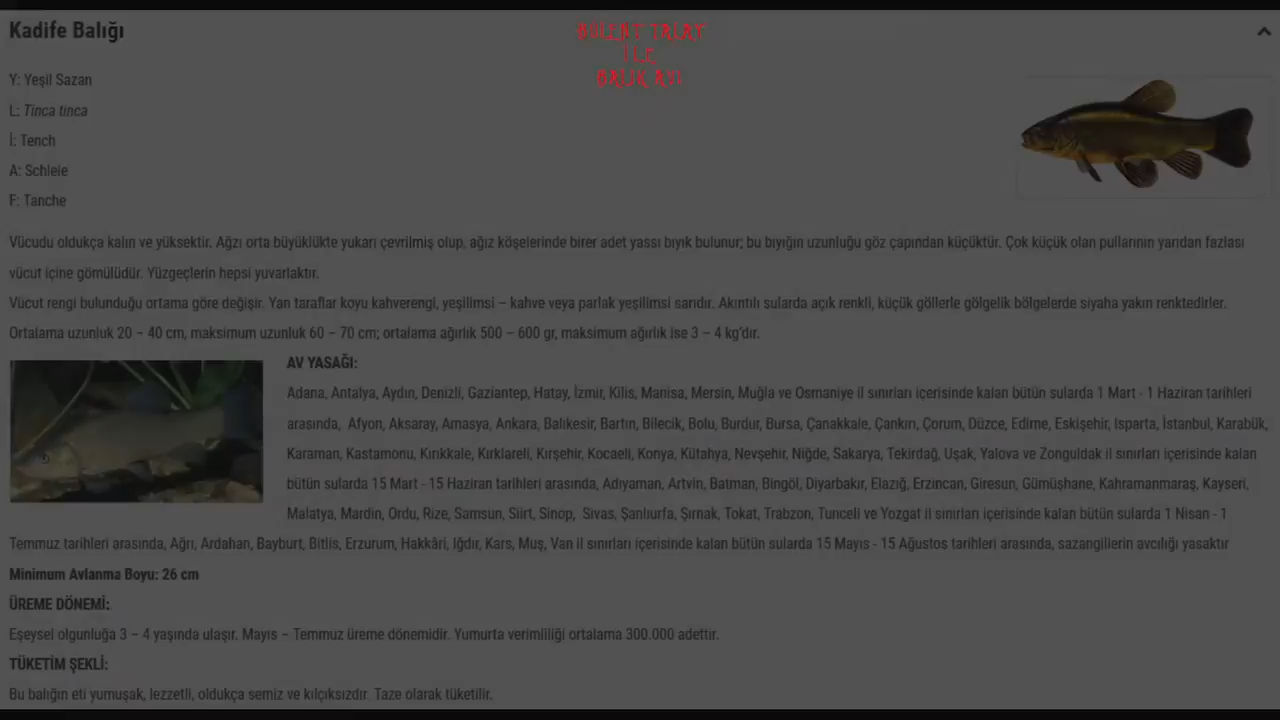 Kadife Balığı
BÜLENT TALAY
İLE
BALIK AVI
Y: Yeşil Sazan
L: Tinca tinca
İ: Tench
A: Schleie
F: Tanche
Vücudu oldukça kalın ve yüksektir. Ağzı orta büyüklükte yukarı çevrilmiş olup, ağız köşelerinde birer adet yassı bıyık bulunur; bu bıyığın uzunluğu göz çapından küçüktür. Çok küçük olan pullarının yarıdan fazlası
vücut içine gömülüdür. Yüzgeçlerin hepsi yuvarlaktır.
Vücut rengi bulunduğu ortama göre değişir. Yan taraflar koyu kahverengi, yeşilimsi – kahve veya parlak yeşilimsi sarıdır. Akıntılı sularda açık renkli, küçük göllerle gölgelik bölgelerde siyaha yakın renktedirler.
Ortalama uzunluk 20 – 40 cm, maksimum uzunluk 60 – 70 cm; ortalama ağırlık 500 – 600 gr, maksimum ağırlık ise 3 – 4 kg'dır.
AV YASAĞI:
Adana, Antalya, Aydın, Denizli, Gaziantep, Hatay, İzmir, Kilis, Manisa, Mersin, Muğla ve Osmaniye il sınırları içerisinde kalan bütün sularda 1 Mart - 1 Haziran tarihleri
arasında, Afyon, Aksaray, Amasya, Ankara, Balıkesir, Bartın, Bilecik, Bolu, Burdur, Bursa, Çanakkale, Çankırı, Çorum, Düzce, Edirne, Eskişehir, Isparta, İstanbul, Karabük,
Karaman, Kastamonu, Kırıkkale, Kırklareli, Kırşehir, Kocaeli, Konya, Kütahya, Nevşehir, Niğde, Sakarya, Tekirdağ, Uşak, Yalova ve Zonguldak il sınırları içerisinde kalan
bütün sularda 15 Mart - 15 Haziran tarihleri arasında, Adıyaman, Artvin, Batman, Bingöl, Diyarbakır, Elazığ, Erzincan, Giresun, Gümüşhane, Kahramanmaraş, Kayseri,
Malatya, Mardin, Ordu, Rize, Samsun, Siirt, Sinop, Sivas, Şanlıurfa, Şırnak, Tokat, Trabzon, Tunceli ve Yozgat il sınırları içerisinde kalan bütün sularda 1 Nisan - 1
Temmuz tarihleri arasında, Ağrı, Ardahan, Bayburt, Bitlis, Erzurum, Hakkâri, Iğdır, Kars, Muş, Van il sınırları içerisinde kalan bütün sularda 15 Mayıs - 15 Ağustos tarihleri arasında, sazangillerin avcılığı yasaktır
Minimum Avlanma Boyu: 26 cm
ÜREME DÖNEMİ:
Eşeysel olgunluğa 3 – 4 yaşında ulaşır. Mayıs – Temmuz üreme dönemidir. Yumurta verimliliği ortalama 300.000 adettir.
TÜKETİM ŞEKLİ:
Bu balığın eti yumuşak, lezzetli, oldukça semiz ve kılçıksızdır. Taze olarak tüketilir.